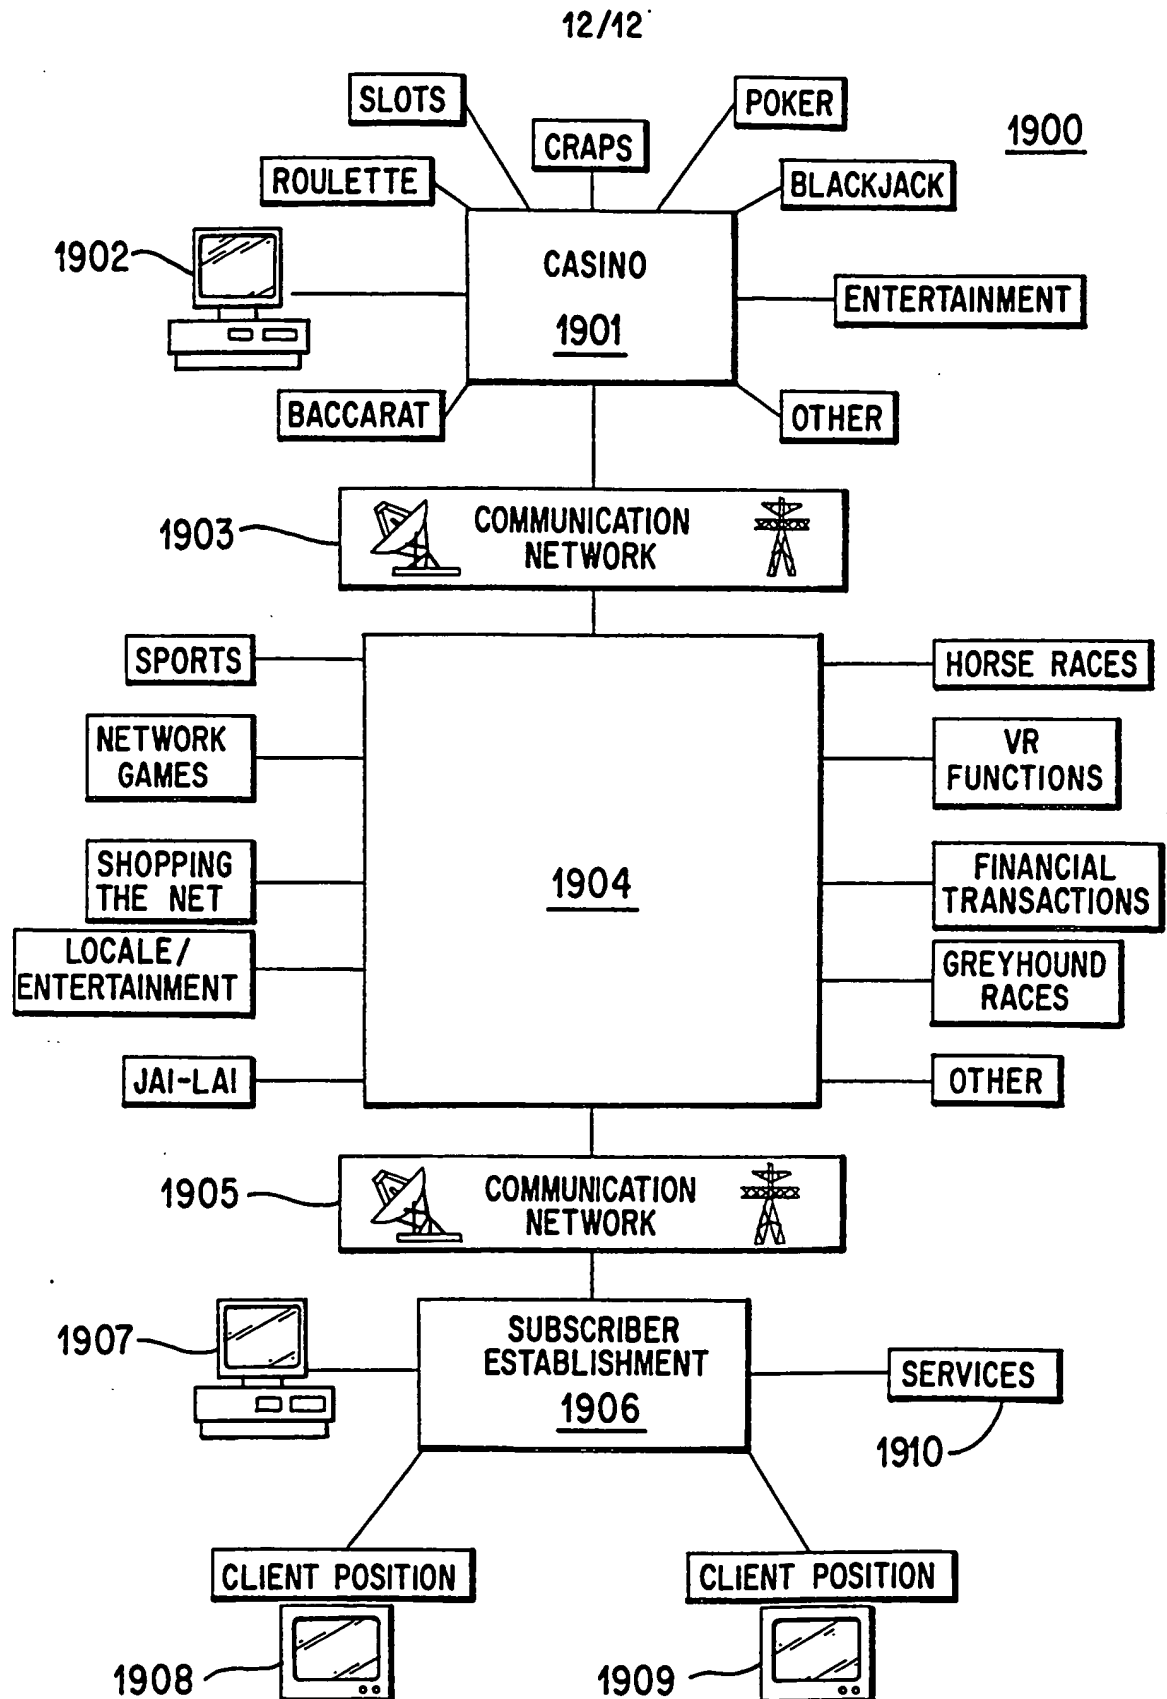 12/12
SLOTS
POKER
CRAPS
1900
ROULETTE
BLACKJACK
1902
CASINO
1901
ENTERTAINMENT
BACCARAT
OTHER
1903
COMMUNICATION
NETWORK
SPORTS
HORSE RACES
NETWORK
GAMES
VR
FUNCTIONS
SHOPPING
THE NET
1904
FINANCIAL
TRANSACTIONS
LOCALE/
ENTERTAINMENT
GREYHOUND
RACES
JAI-LAI
OTHER
1905
COMMUNICATION
NETWORK
1907
SUBSCRIBER
ESTABLISHMENT
1906
SERVICES
1910
CLIENT POSITION
CLIENT POSITION
1908
1909